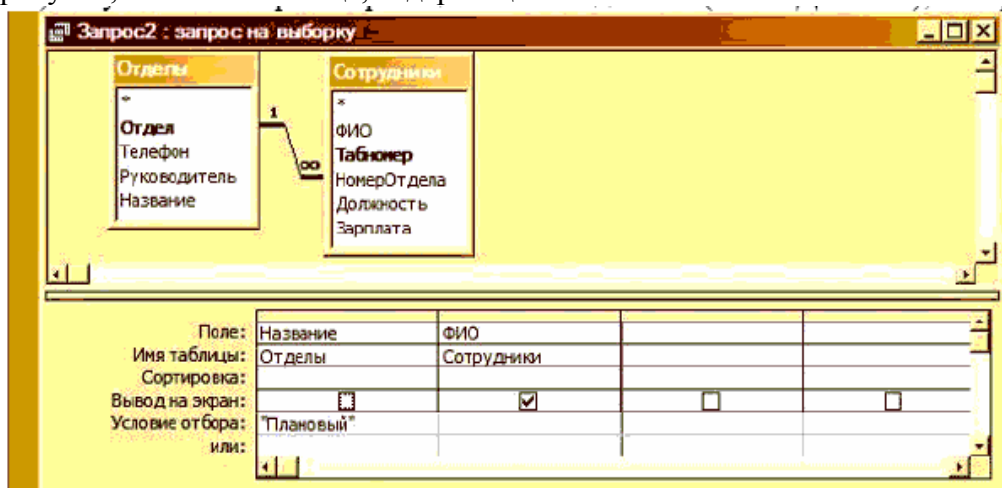 Запрос2 : запрос на выборку
Отделы
*
Отдел
Телефон
Руководитель
Название
1
∞
Сотрудники
*
ФИО
Табномер
НомерОтдела
Должность
Зарплата
Поле: Название ФИО
Имя таблицы: Отделы Сотрудники
Сортировка:
Вывод на экран:
Условие отбора: "Плановый"
или: